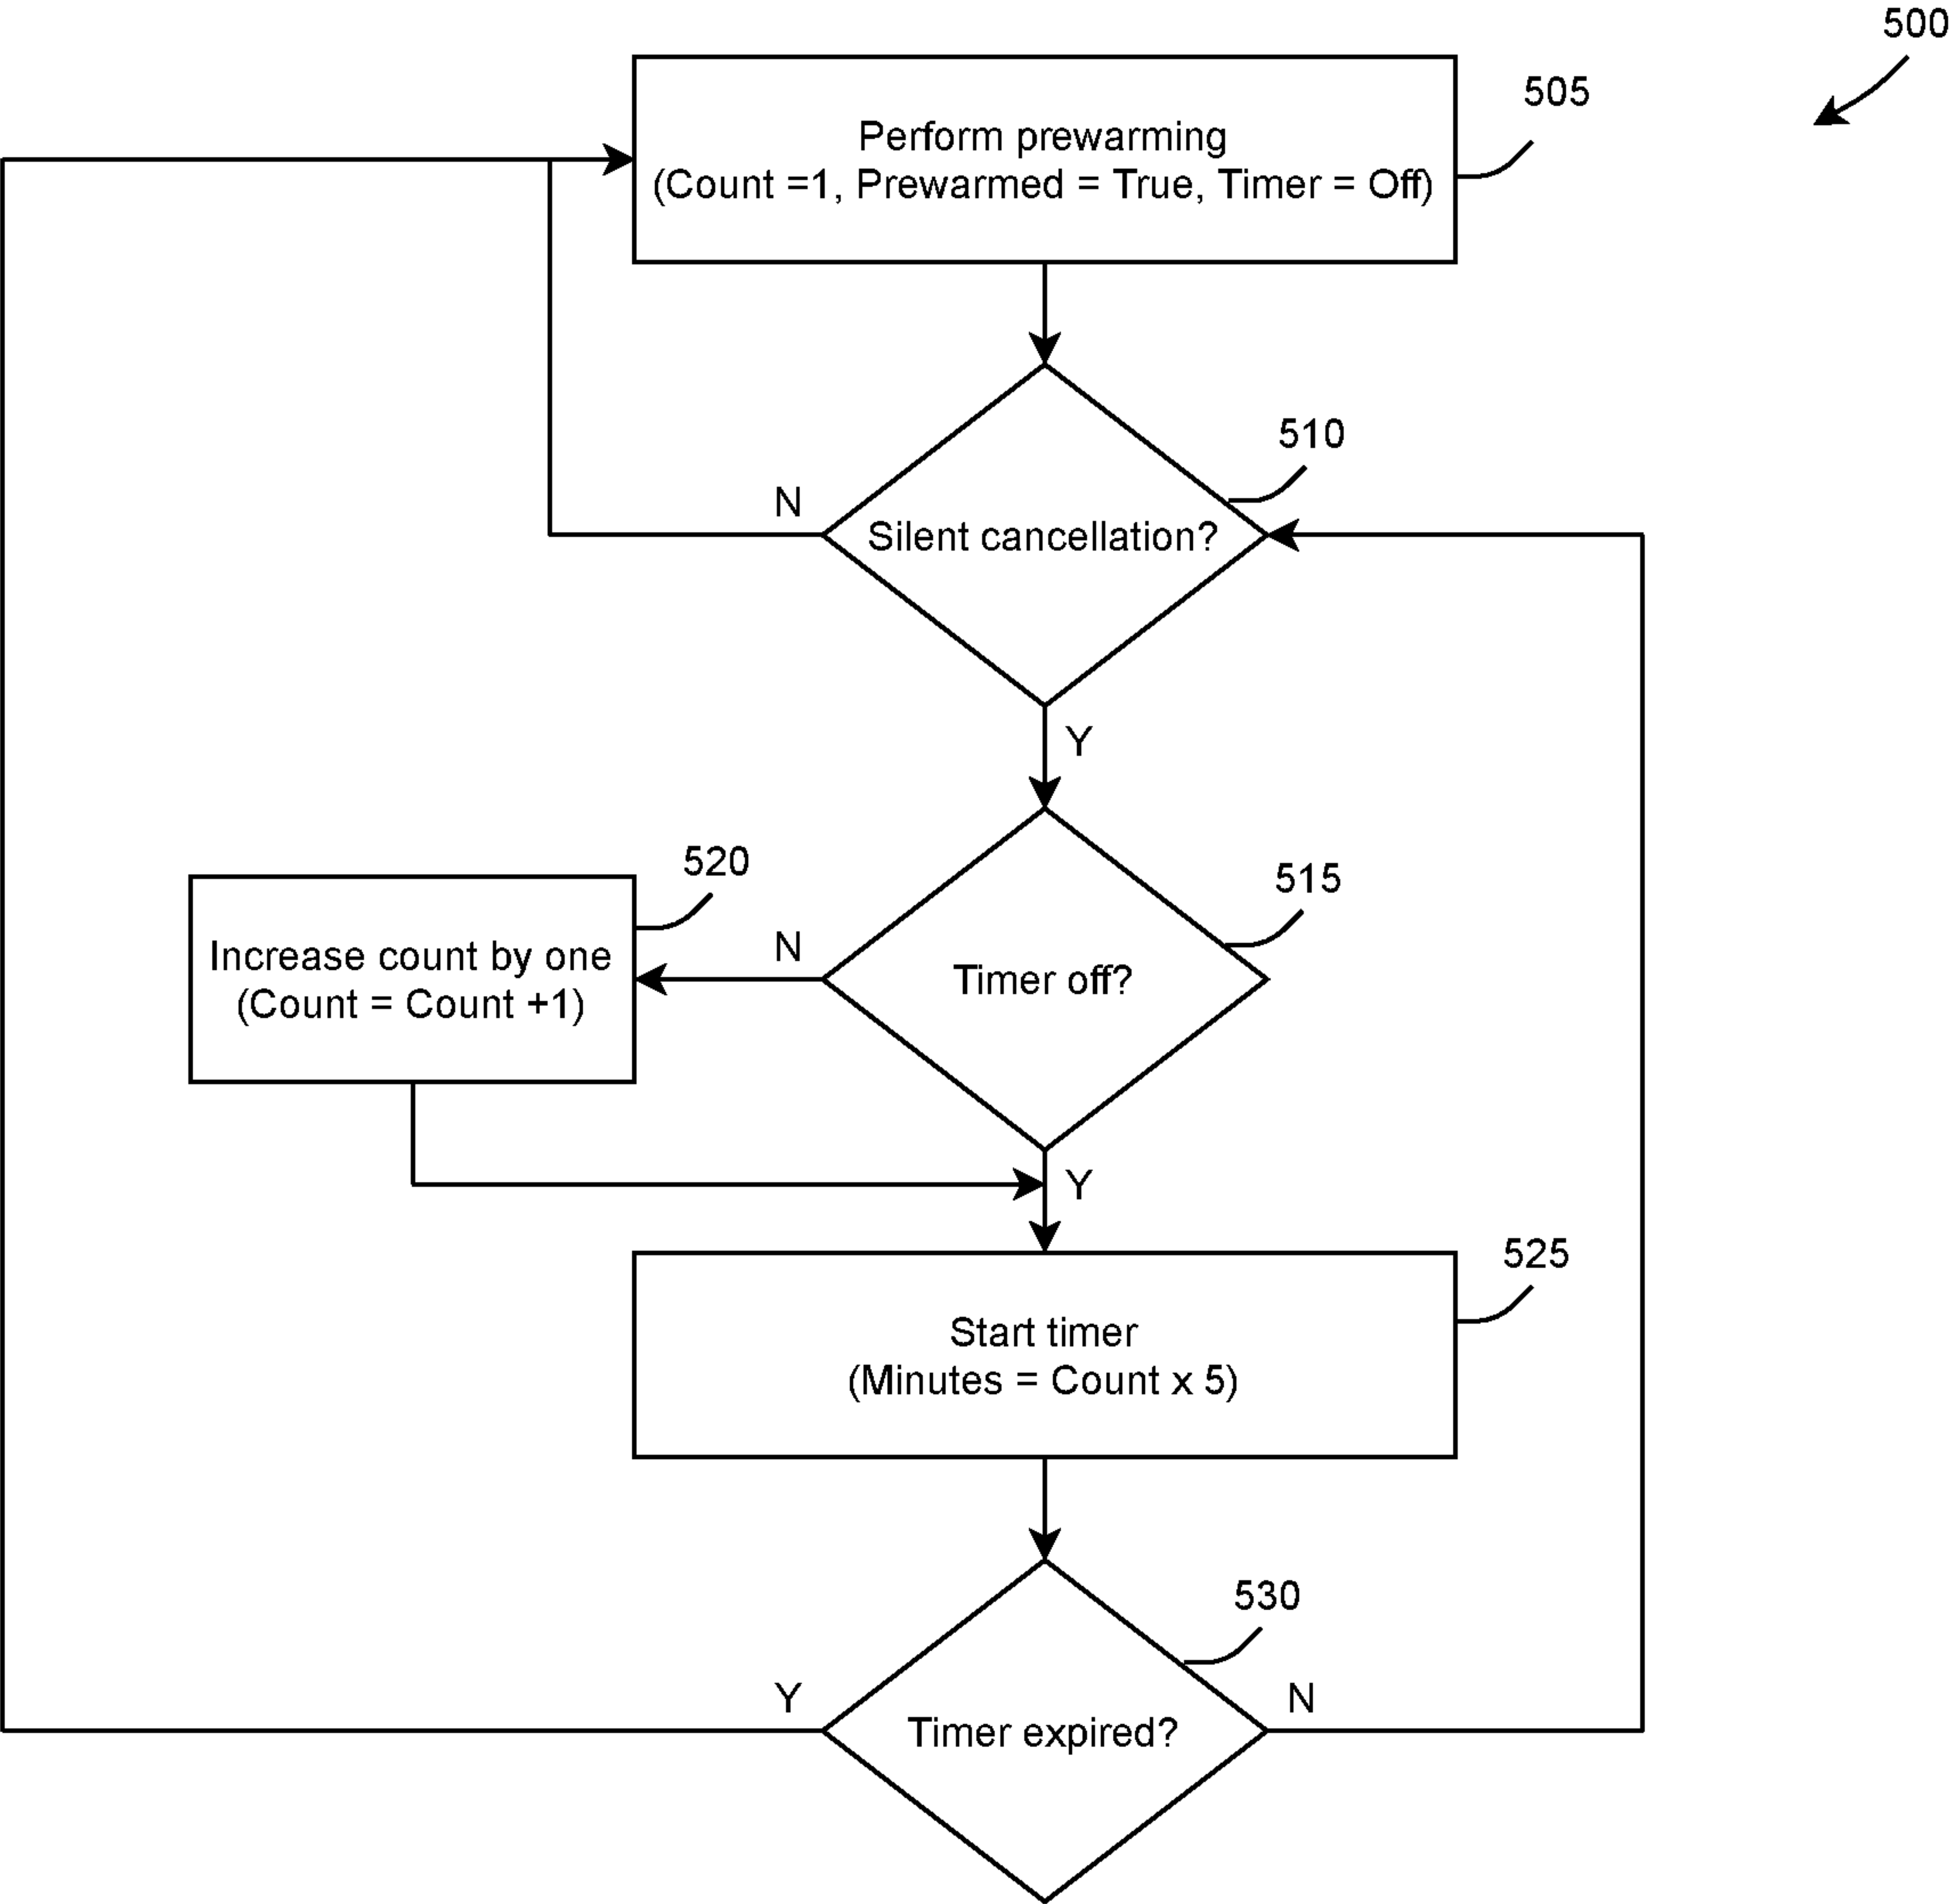 500
505
Perform prewarming
(Count =1, Prewarmed = True, Timer = Off)
510
N
Silent cancellation?
Y
520
515
Increase count by one
(Count = Count +1)
N
Timer off?
Y
525
Start timer
(Minutes = Count x 5)
530
Y
N
Timer expired?